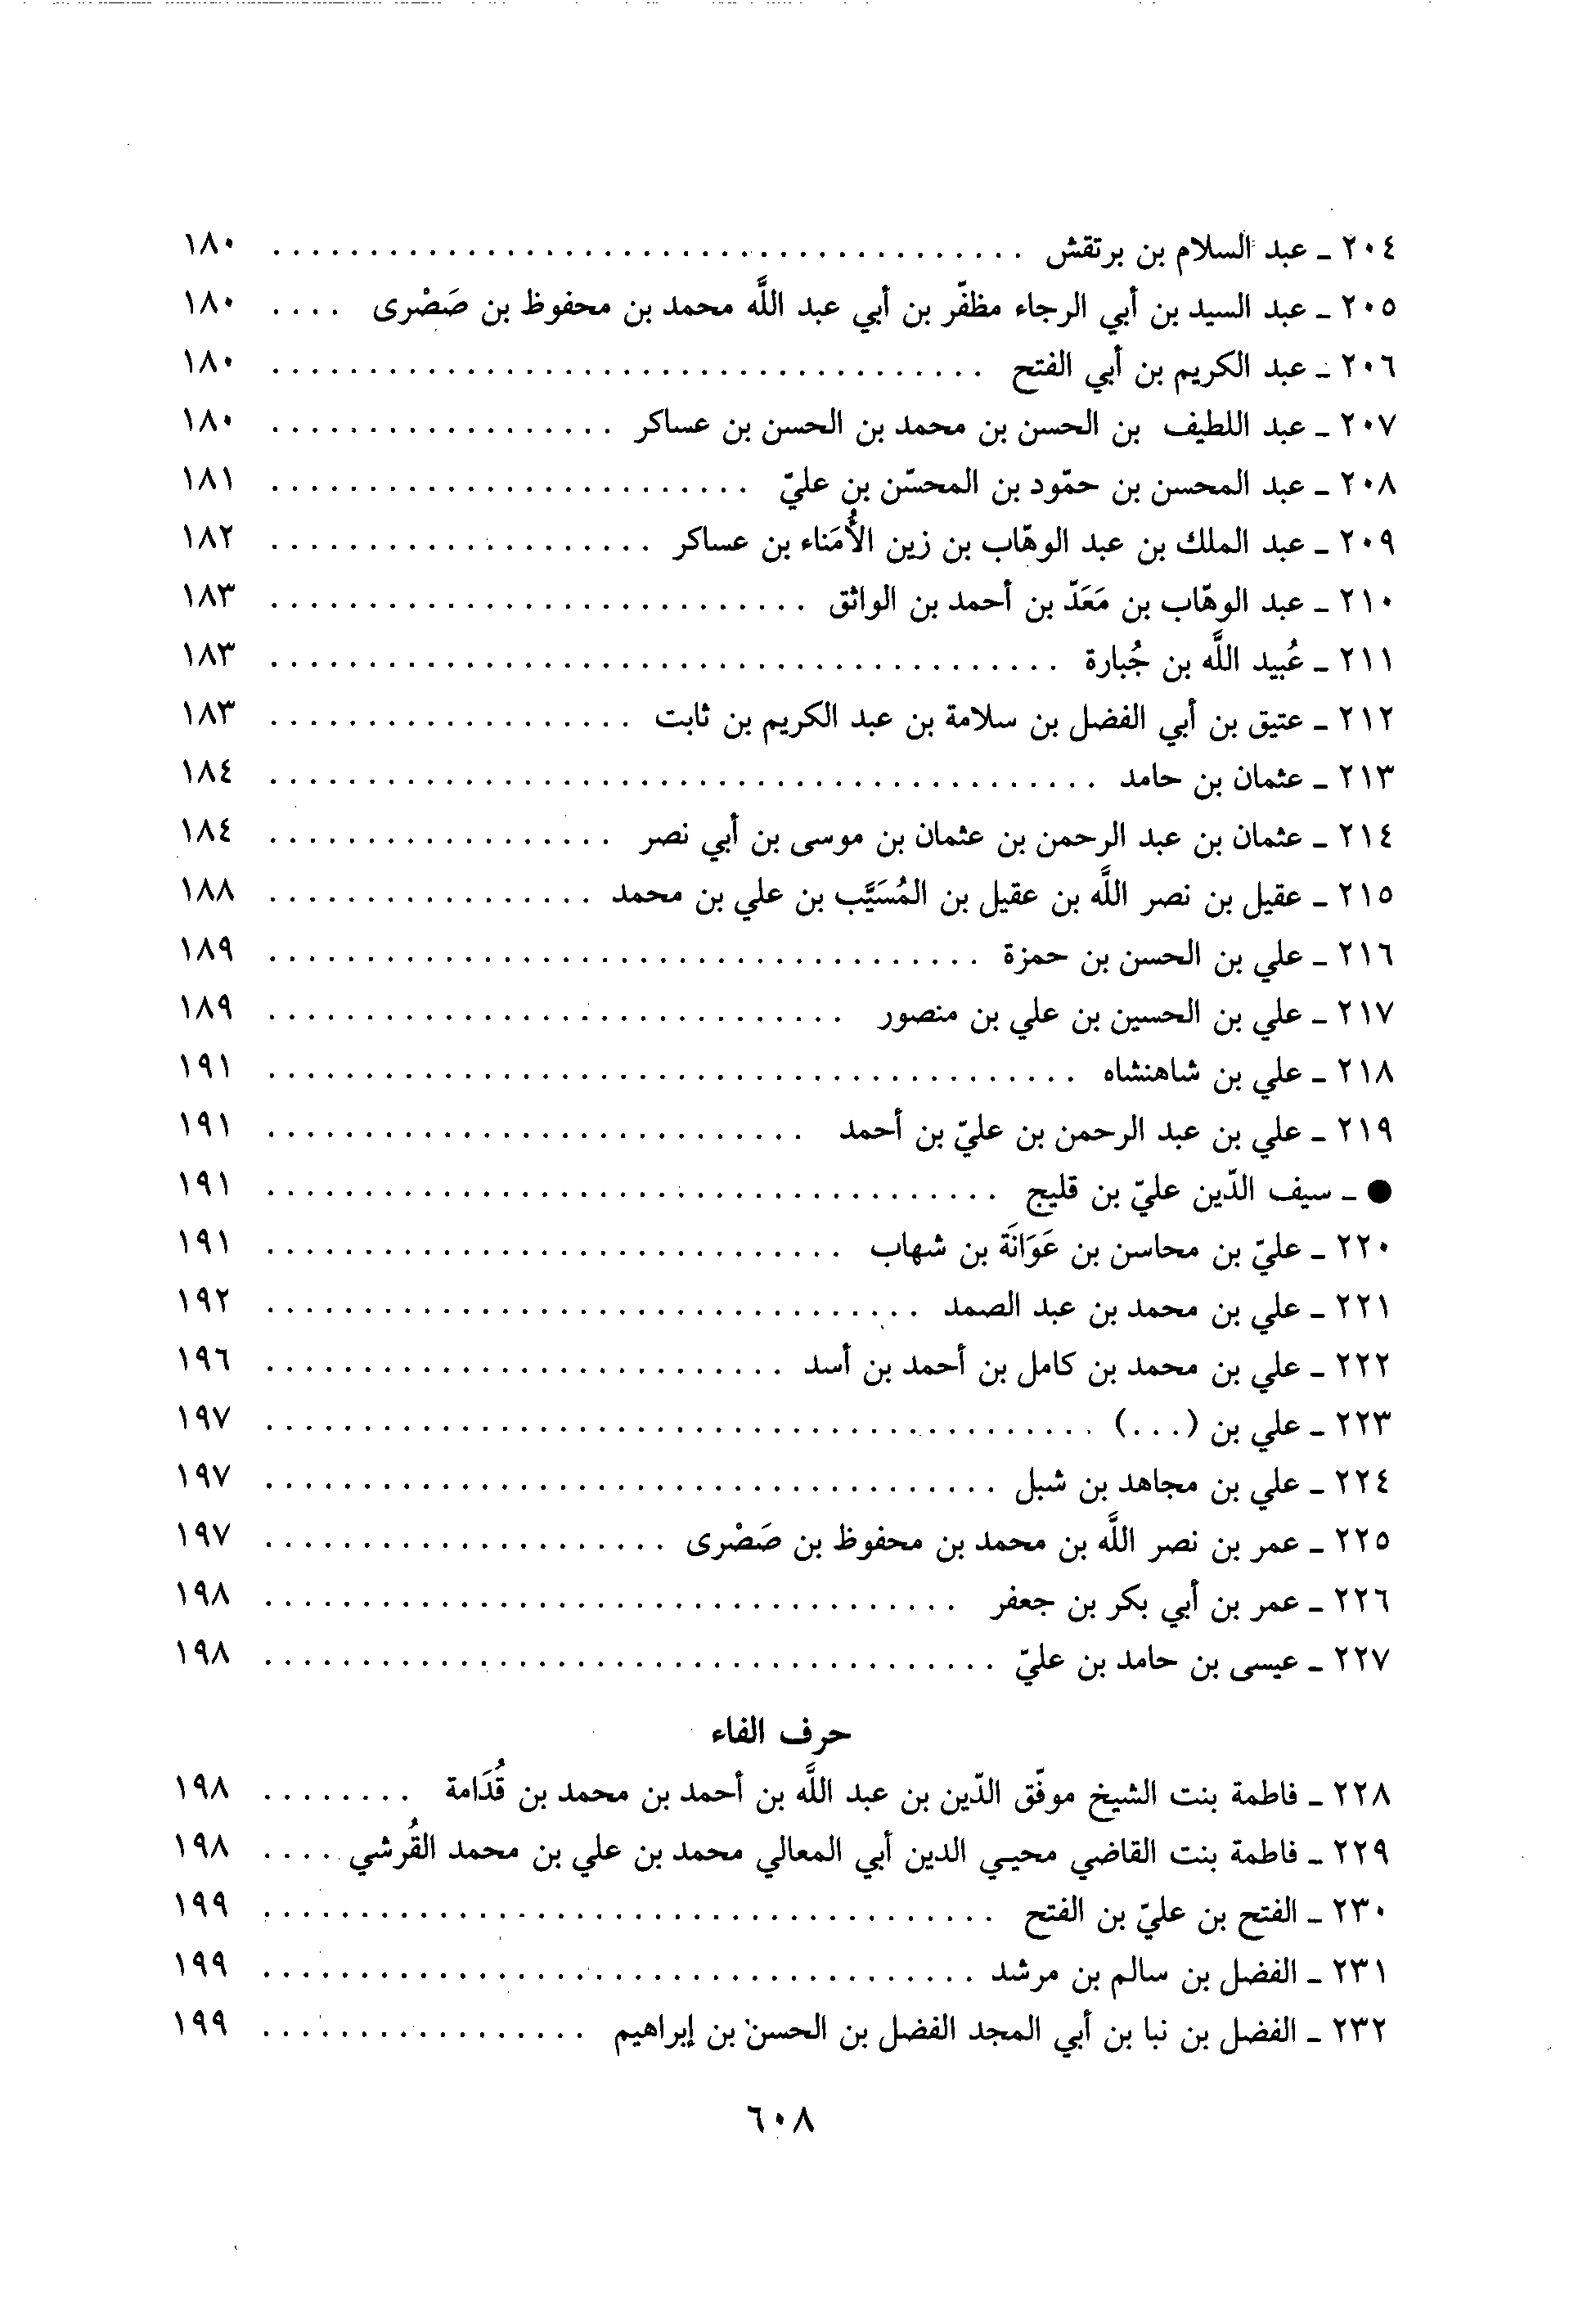 ٢٠٤ ـ عبد السلام بن برتقش . . . . . . . . . . . . . . . . . . . . ١٨٠
٢٠٥ ـ عبد السيد بن أبي الرجاء مظفّر بن أبي عبد اللَّه محمد بن محفوظ بن صَصْرى . . . . ١٨٠
٢٠٦ ـ عبد الكريم بن أبي الفتح . . . . . . . . . . . . . . . . . . . . ١٨٠
٢٠٧ ـ عبد اللطيف بن الحسن بن محمد بن الحسن بن عساكر . . . . . . . . . . . . ١٨٠
٢٠٨ ـ عبد المحسن بن حمّود بن المحسّن بن عليّ . . . . . . . . . . . . . . . . ١٨١
٢٠٩ ـ عبد الملك بن عبد الوهّاب بن زين الأُمَناء بن عساكر . . . . . . . . . . . . ١٨٢
٢١٠ ـ عبد الوهّاب بن مَعَدّ بن أحمد بن الواثق . . . . . . . . . . . . . . . . ١٨٣
٢١١ ـ عُبيد اللَّه بن جُبارة . . . . . . . . . . . . . . . . . . . . ١٨٣
٢١٢ ـ عتيق بن أبي الفضل بن سلامة بن عبد الكريم بن ثابت . . . . . . . . . . . . ١٨٣
٢١٣ ـ عثمان بن حامد . . . . . . . . . . . . . . . . . . . . ١٨٤
٢١٤ ـ عثمان بن عبد الرحمن بن عثمان بن موسى بن أبي نصر . . . . . . . . . . . . ١٨٤
٢١٥ ـ عقيل بن نصر اللَّه بن عقيل بن المُسَيَّب بن علي بن محمد . . . . . . . . . . . . ١٨٨
٢١٦ ـ علي بن الحسن بن حمزة . . . . . . . . . . . . . . . . . . . . ١٨٩
٢١٧ ـ علي بن الحسين بن علي بن منصور . . . . . . . . . . . . . . . . ١٨٩
٢١٨ ـ علي بن شاهنشاه . . . . . . . . . . . . . . . . . . . . ١٩١
٢١٩ ـ علي بن عبد الرحمن بن عليّ بن أحمد . . . . . . . . . . . . . . . . ١٩١
● ـ سيف الدّين عليّ بن قليج . . . . . . . . . . . . . . . . . . . . ١٩١
٢٢٠ ـ عليّ بن محاسن بن عَوَانَة بن شهاب . . . . . . . . . . . . . . . . ١٩١
٢٢١ ـ علي بن محمد بن عبد الصمد . . . . . . . . . . . . . . . . . . . . ١٩٢
٢٢٢ ـ علي بن محمد بن كامل بن أحمد بن أسد . . . . . . . . . . . . . . . . ١٩٦
٢٢٣ ـ علي بن (. . .) . . . . . . . . . . . . . . . . . . . . ١٩٧
٢٢٤ ـ علي بن مجاهد بن شبل . . . . . . . . . . . . . . . . . . . . ١٩٧
٢٢٥ ـ عمر بن نصر اللَّه بن محمد بن محفوظ بن صَصْرى . . . . . . . . . . . . ١٩٧
٢٢٦ ـ عمر بن أبي بكر بن جعفر . . . . . . . . . . . . . . . . . . . . ١٩٨
٢٢٧ ـ عيسى بن حامد بن عليّ . . . . . . . . . . . . . . . . . . . . ١٩٨
حرف الفاء
٢٢٨ ـ فاطمة بنت الشيخ موفّق الدّين بن عبد اللَّه بن أحمد بن محمد بن قُدَامة . . . . . . . . ١٩٨
٢٢٩ ـ فاطمة بنت القاضي محيي الدين أبي المعالي محمد بن علي بن محمد القُرشي . . . . ١٩٨
٢٣٠ ـ الفتح بن عليّ بن الفتح . . . . . . . . . . . . . . . . . . . . ١٩٩
٢٣١ ـ الفضل بن سالم بن مرشد . . . . . . . . . . . . . . . . . . . . ١٩٩
٢٣٢ ـ الفضل بن نبا بن أبي المجد الفضل بن الحسن بن إبراهيم . . . . . . . . . . . . ١٩٩
٦٠٨